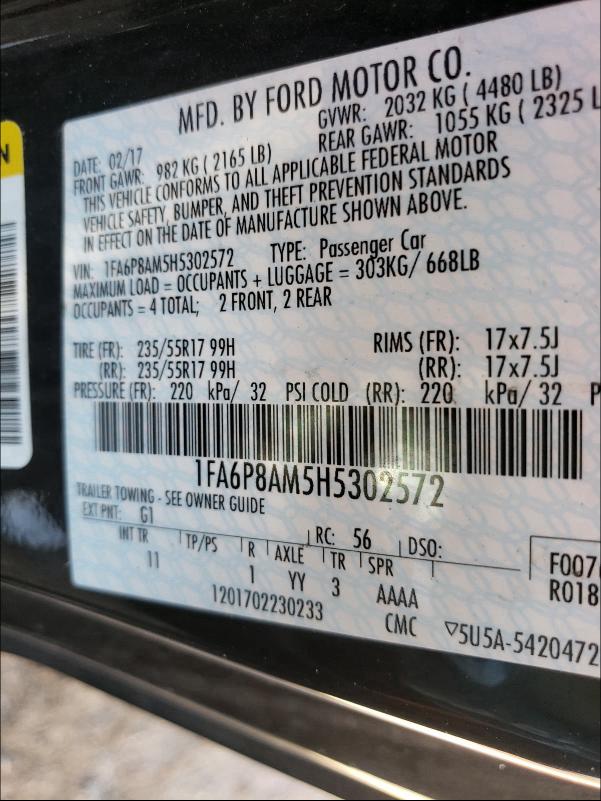 N
MFD. BY FORD MOTOR CO.
DATE: 02/17 GVWR: 2032 KG ( 4480 LB)
FRONT GAWR: 982 KG ( 2165 LB) REAR GAWR: 1055 KG ( 2325 L
THIS VEHICLE CONFORMS TO ALL APPLICABLE FEDERAL MOTOR
VEHICLE SAFETY, BUMPER, AND THEFT PREVENTION STANDARDS
IN EFFECT ON THE DATE OF MANUFACTURE SHOWN ABOVE.
VIN: 1FA6P8AM5H5302572 TYPE: Passenger Car
MAXIMUM LOAD = OCCUPANTS + LUGGAGE = 303KG/ 668LB
OCCUPANTS = 4 TOTAL; 2 FRONT, 2 REAR
TIRE (FR): 235/55R17 99H RIMS (FR): 17x7.5J
(RR): 235/55R17 99H (RR): 17x7.5J
PRESSURE (FR): 220 kPa/ 32 PSI COLD (RR): 220 kPa/ 32 P
1FA6P8AM5H5302572
TRAILER TOWING - SEE OWNER GUIDE
EXT PNT: G1 RC: 56 DSO:
INT TR TP/PS R AXLE TR SPR F007
11 1 YY 3 AAAA R018
1201702230233 CMC ▽5U5A-5420472